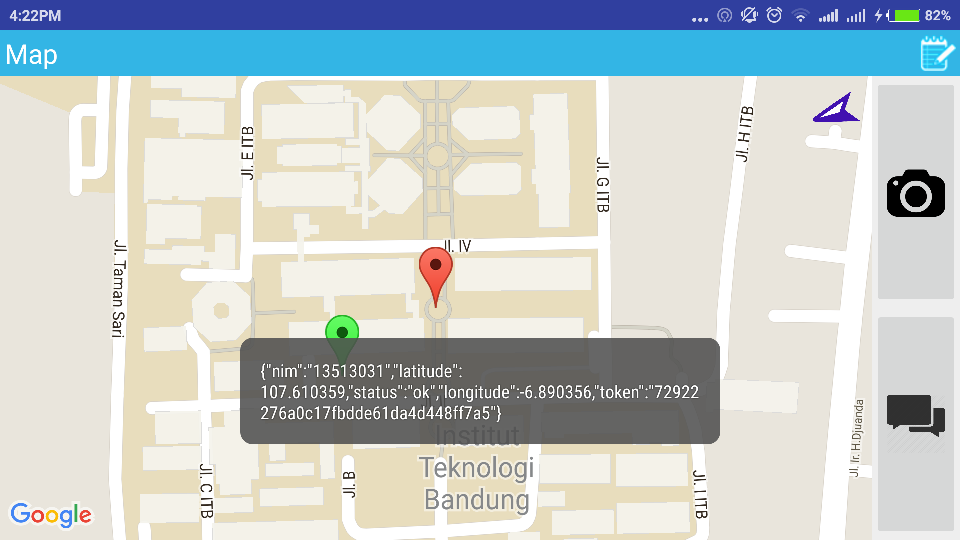 4:22PM
82%
Map
Jl. E ITB
Jl. H ITB
Jl. G ITB
Jl. IV
Jl. Taman Sari
{"nim":"13513031","latitude":
107.610359,"status":"ok","longitude":-6.890356,"token":"72922
276a0c17fbdde61da4d448ff7a5"}
Institut
Teknologi
Bandung
Jl. Ir. H.Djuanda
Jl. C ITB
Jl. B
Jl. I ITB
Google